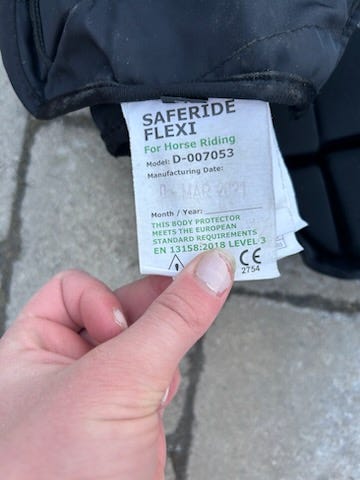 SAFERIDE
FLEXI
For Horse Riding
Model: D-007053
Manufacturing Date:
MAR 2021
Month / Year:
THIS BODY PROTECTOR
MEETS THE EUROPEAN
STANDARD REQUIREMENTS
EN 13158:2018 LEVEL 3
CE
2754